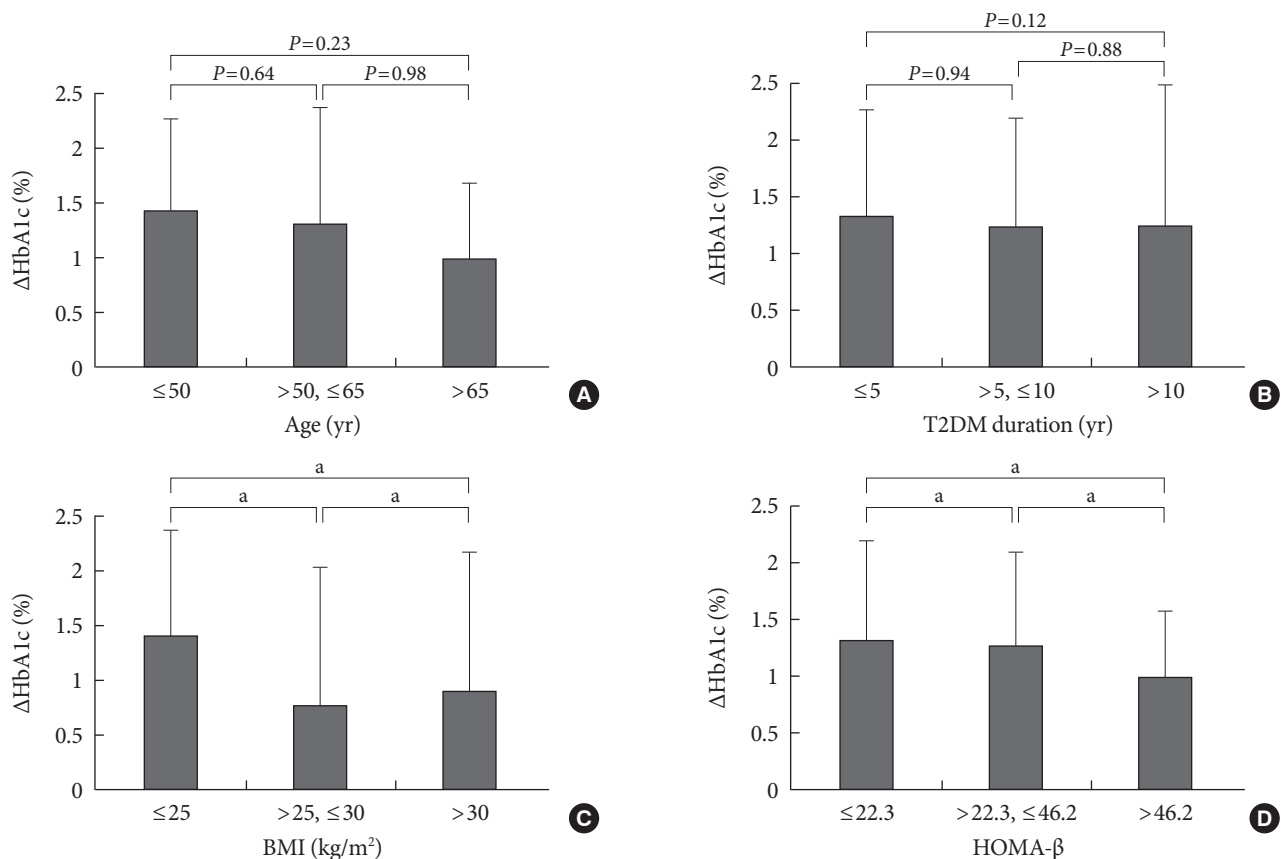 P=0.23
P=0.64
P=0.98
2.5
2
1.5
1
0.5
0
ΔHbA1c (%)
≤50
>50, ≤65
>65
Age (yr)
A
P=0.12
P=0.94
P=0.88
2.5
2
1.5
1
0.5
0
ΔHbA1c (%)
≤5
>5, ≤10
>10
T2DM duration (yr)
B
a
a
a
2.5
2
1.5
1
0.5
0
ΔHbA1c (%)
≤25
>25, ≤30
>30
BMI (kg/m²)
C
a
a
a
2.5
2
1.5
1
0.5
0
ΔHbA1c (%)
≤22.3
>22.3, ≤46.2
>46.2
HOMA-β
D